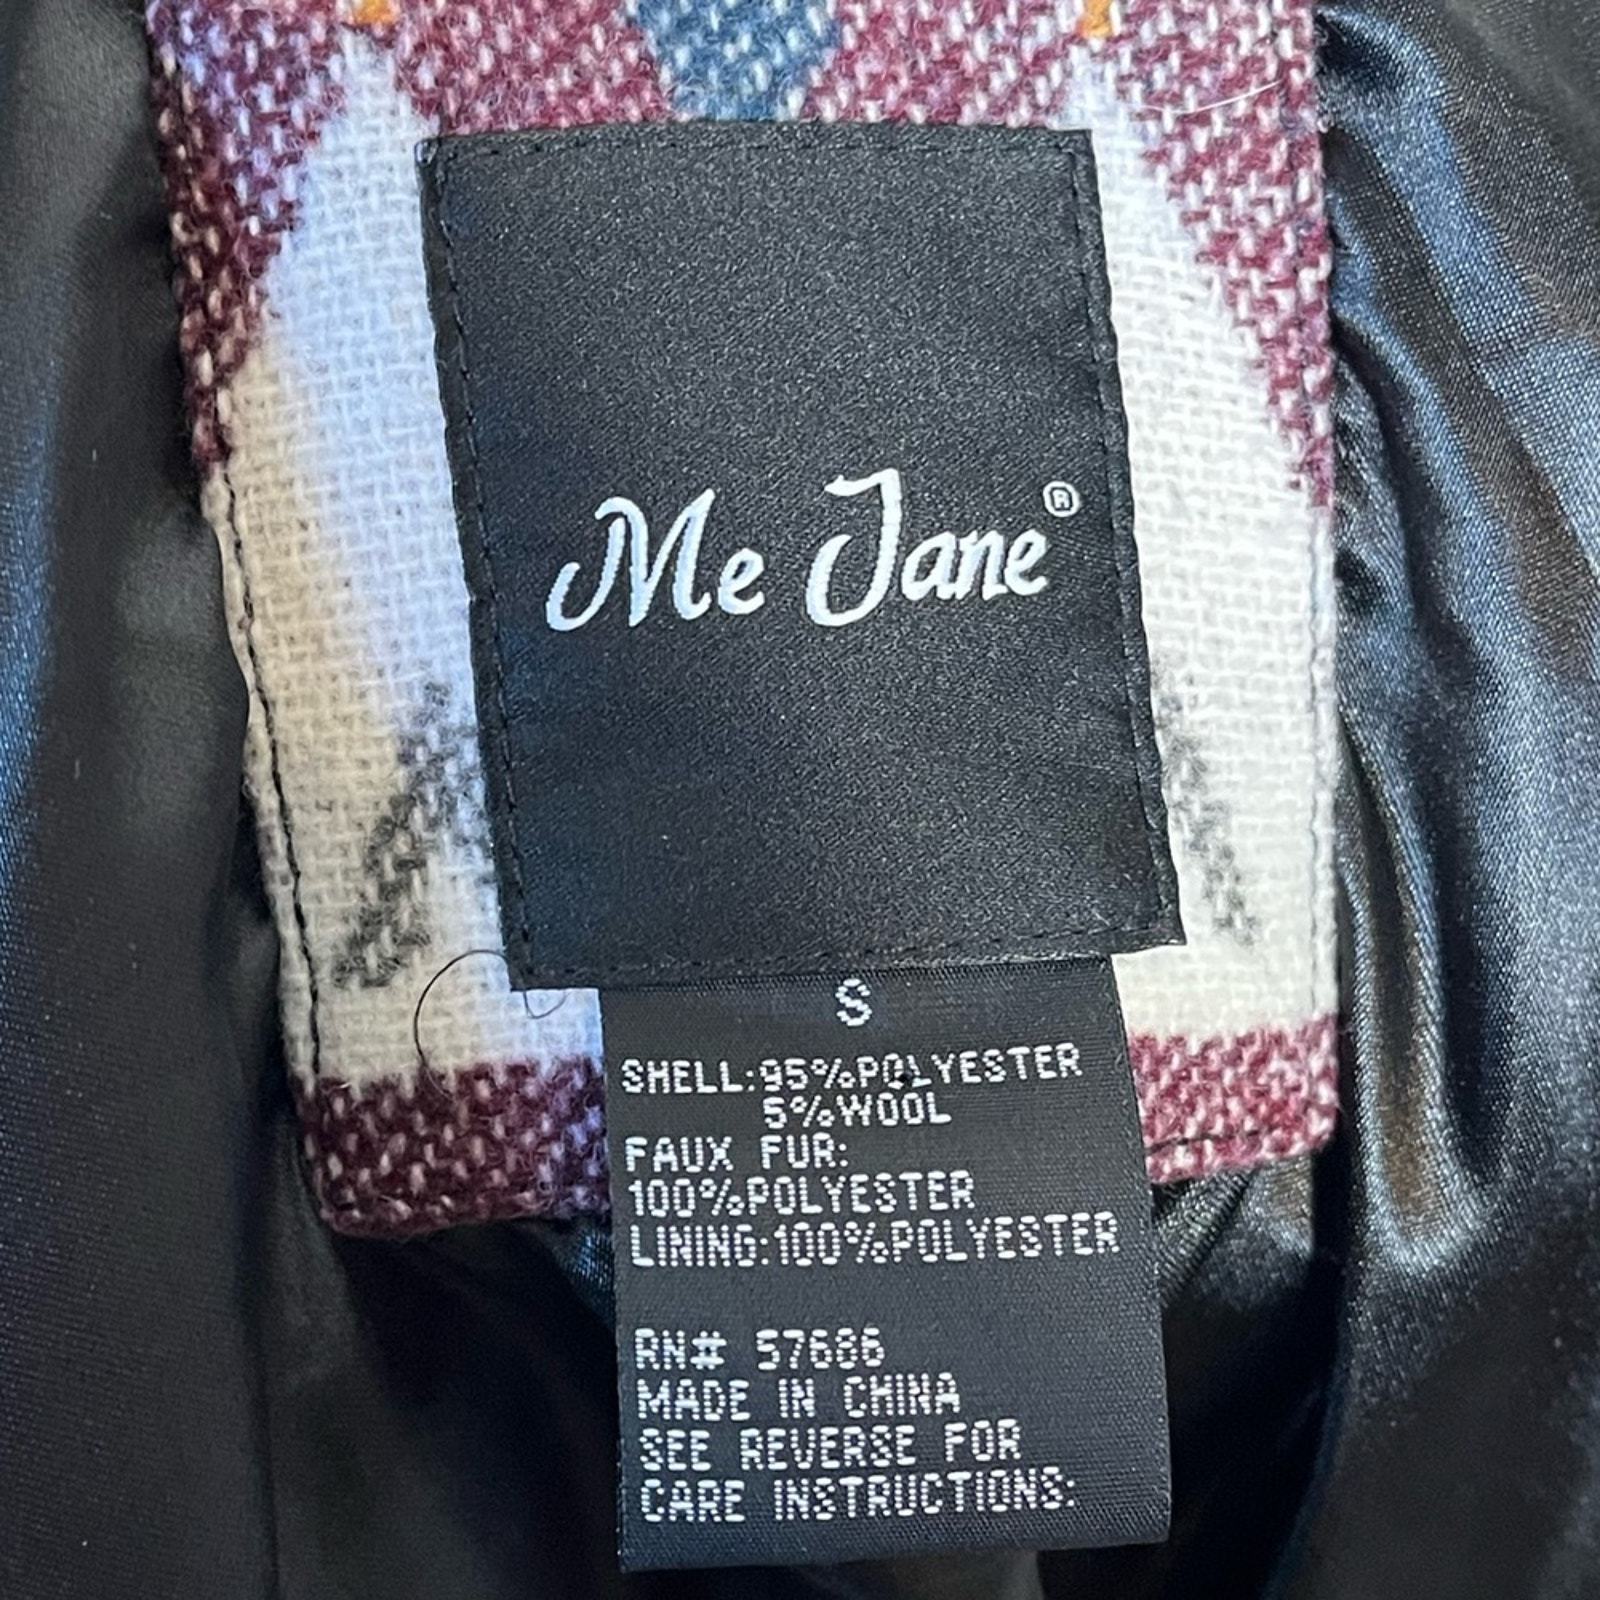 Me Jane®
S
SHELL:95%POLYESTER
5%WOOL
FAUX FUR:
100%POLYESTER
LINING:100%POLYESTER
RN# 57686
MADE IN CHINA
SEE REVERSE FOR
CARE INSTRUCTIONS: